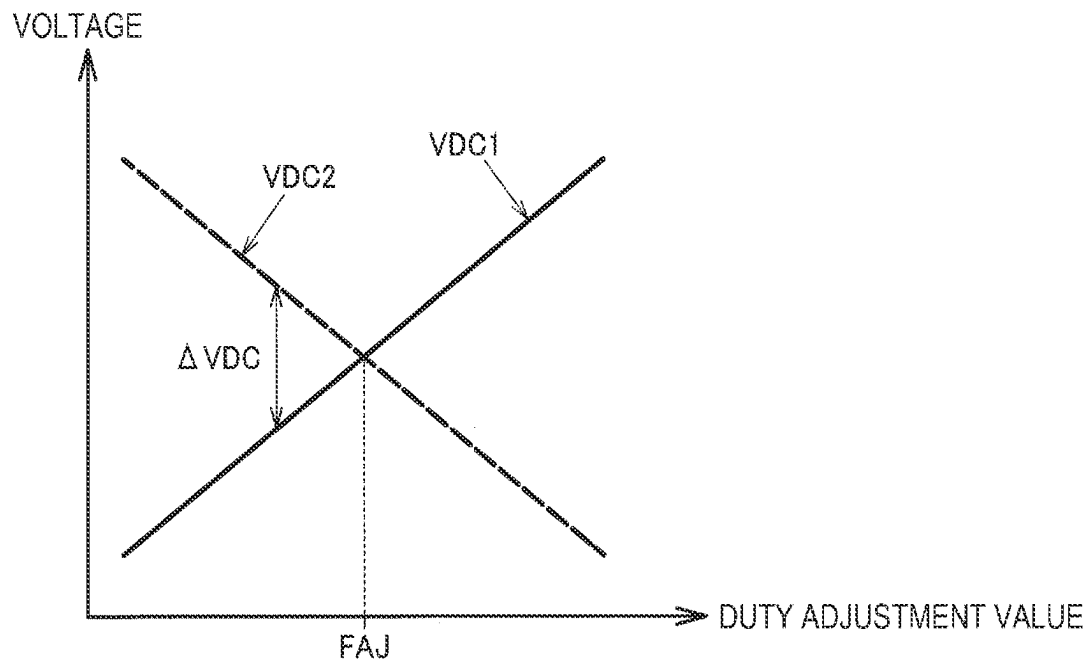 VOLTAGE
VDC1
VDC2
Δ VDC
DUTY ADJUSTMENT VALUE
FAJ